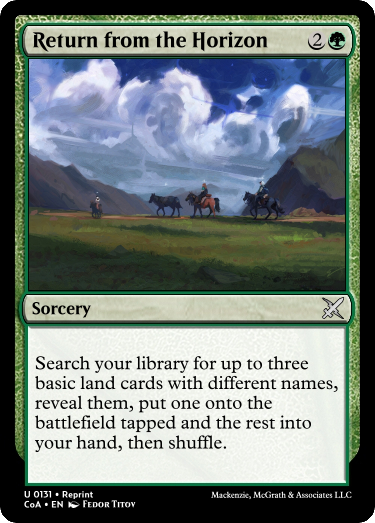 Return from the Horizon 2
Sorcery
Search your library for up to three
basic land cards with different names,
reveal them, put one onto the
battlefield tapped and the rest into
your hand, then shuffle.
U 0131 • Reprint
CoA • EN Fedor Titov
Mackenzie, McGrath & Associates LLC